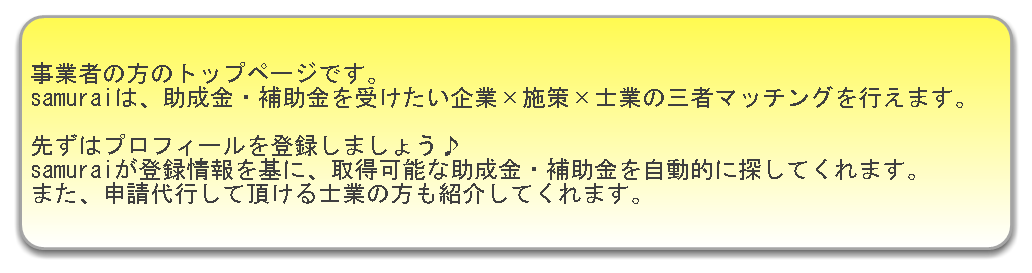 事業者の方のトップページです。
samuraiは、助成金・補助金を受けたい企業×施策×士業の三者マッチングを行えます。
先ずはプロフィールを登録しましょう♪
samuraiが登録情報を基に、取得可能な助成金・補助金を自動的に探してくれます。
また、申請代行して頂ける士業の方も紹介してくれます。